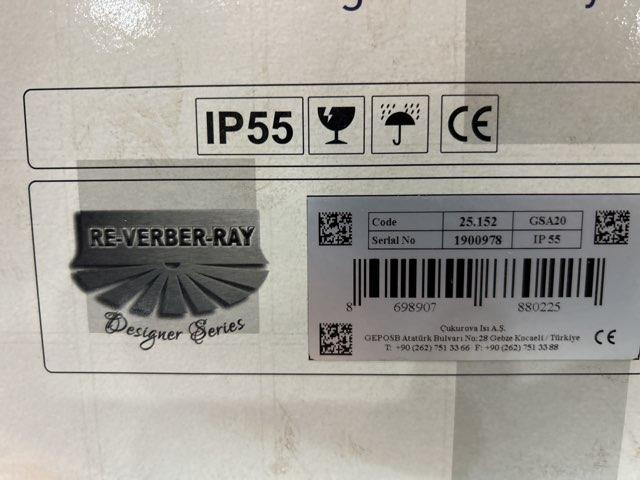 IP55
CE
RE-VERBER-RAY
Designer Series
Code 25.152 GSA20
Serial No 1900978 IP 55
8 698907 880225
Çukurova Isı A.Ş.
GEPOSB Atatürk Bulvarı No:28 Gebze Kocaeli / Türkiye
T: +90 (262) 751 33 66 F: +90 (262) 751 33 88
CE